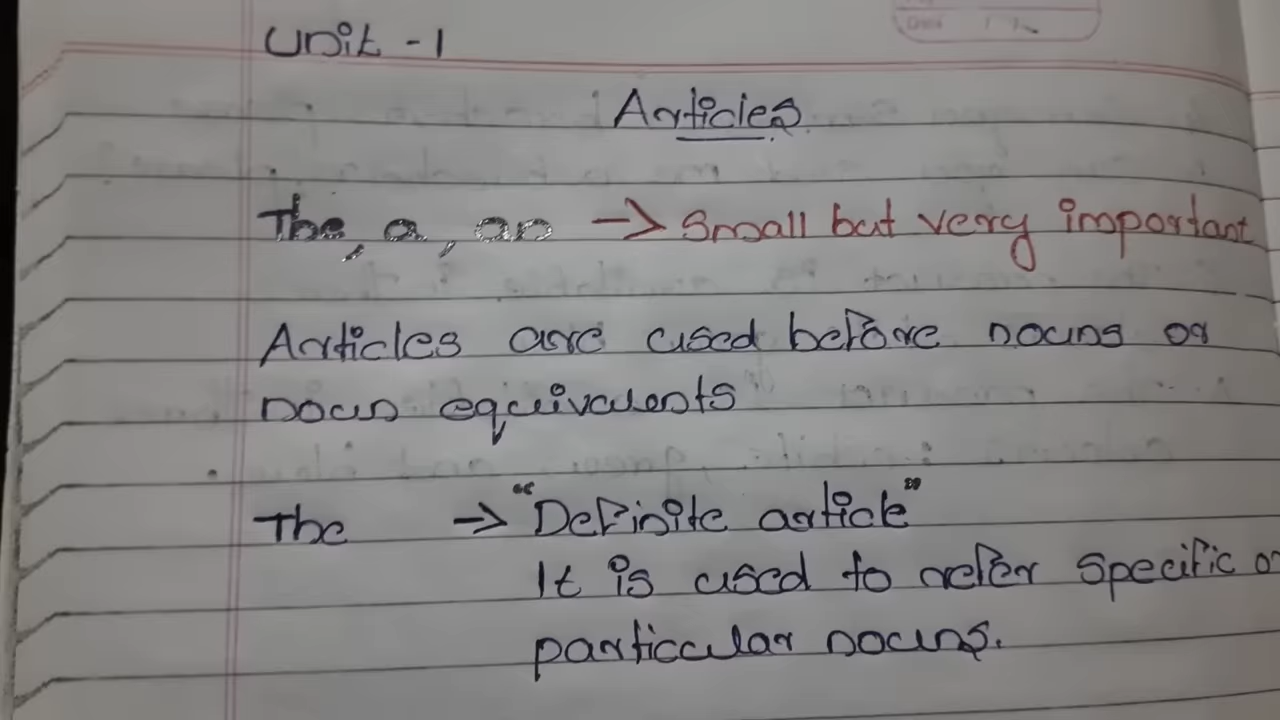 Date
Unit - 1
Articles
The, a, an → Small but very important
Articles are used before nouns or
noun equivalents
The → "Definite article"
It is used to refer specific or
particular nouns.